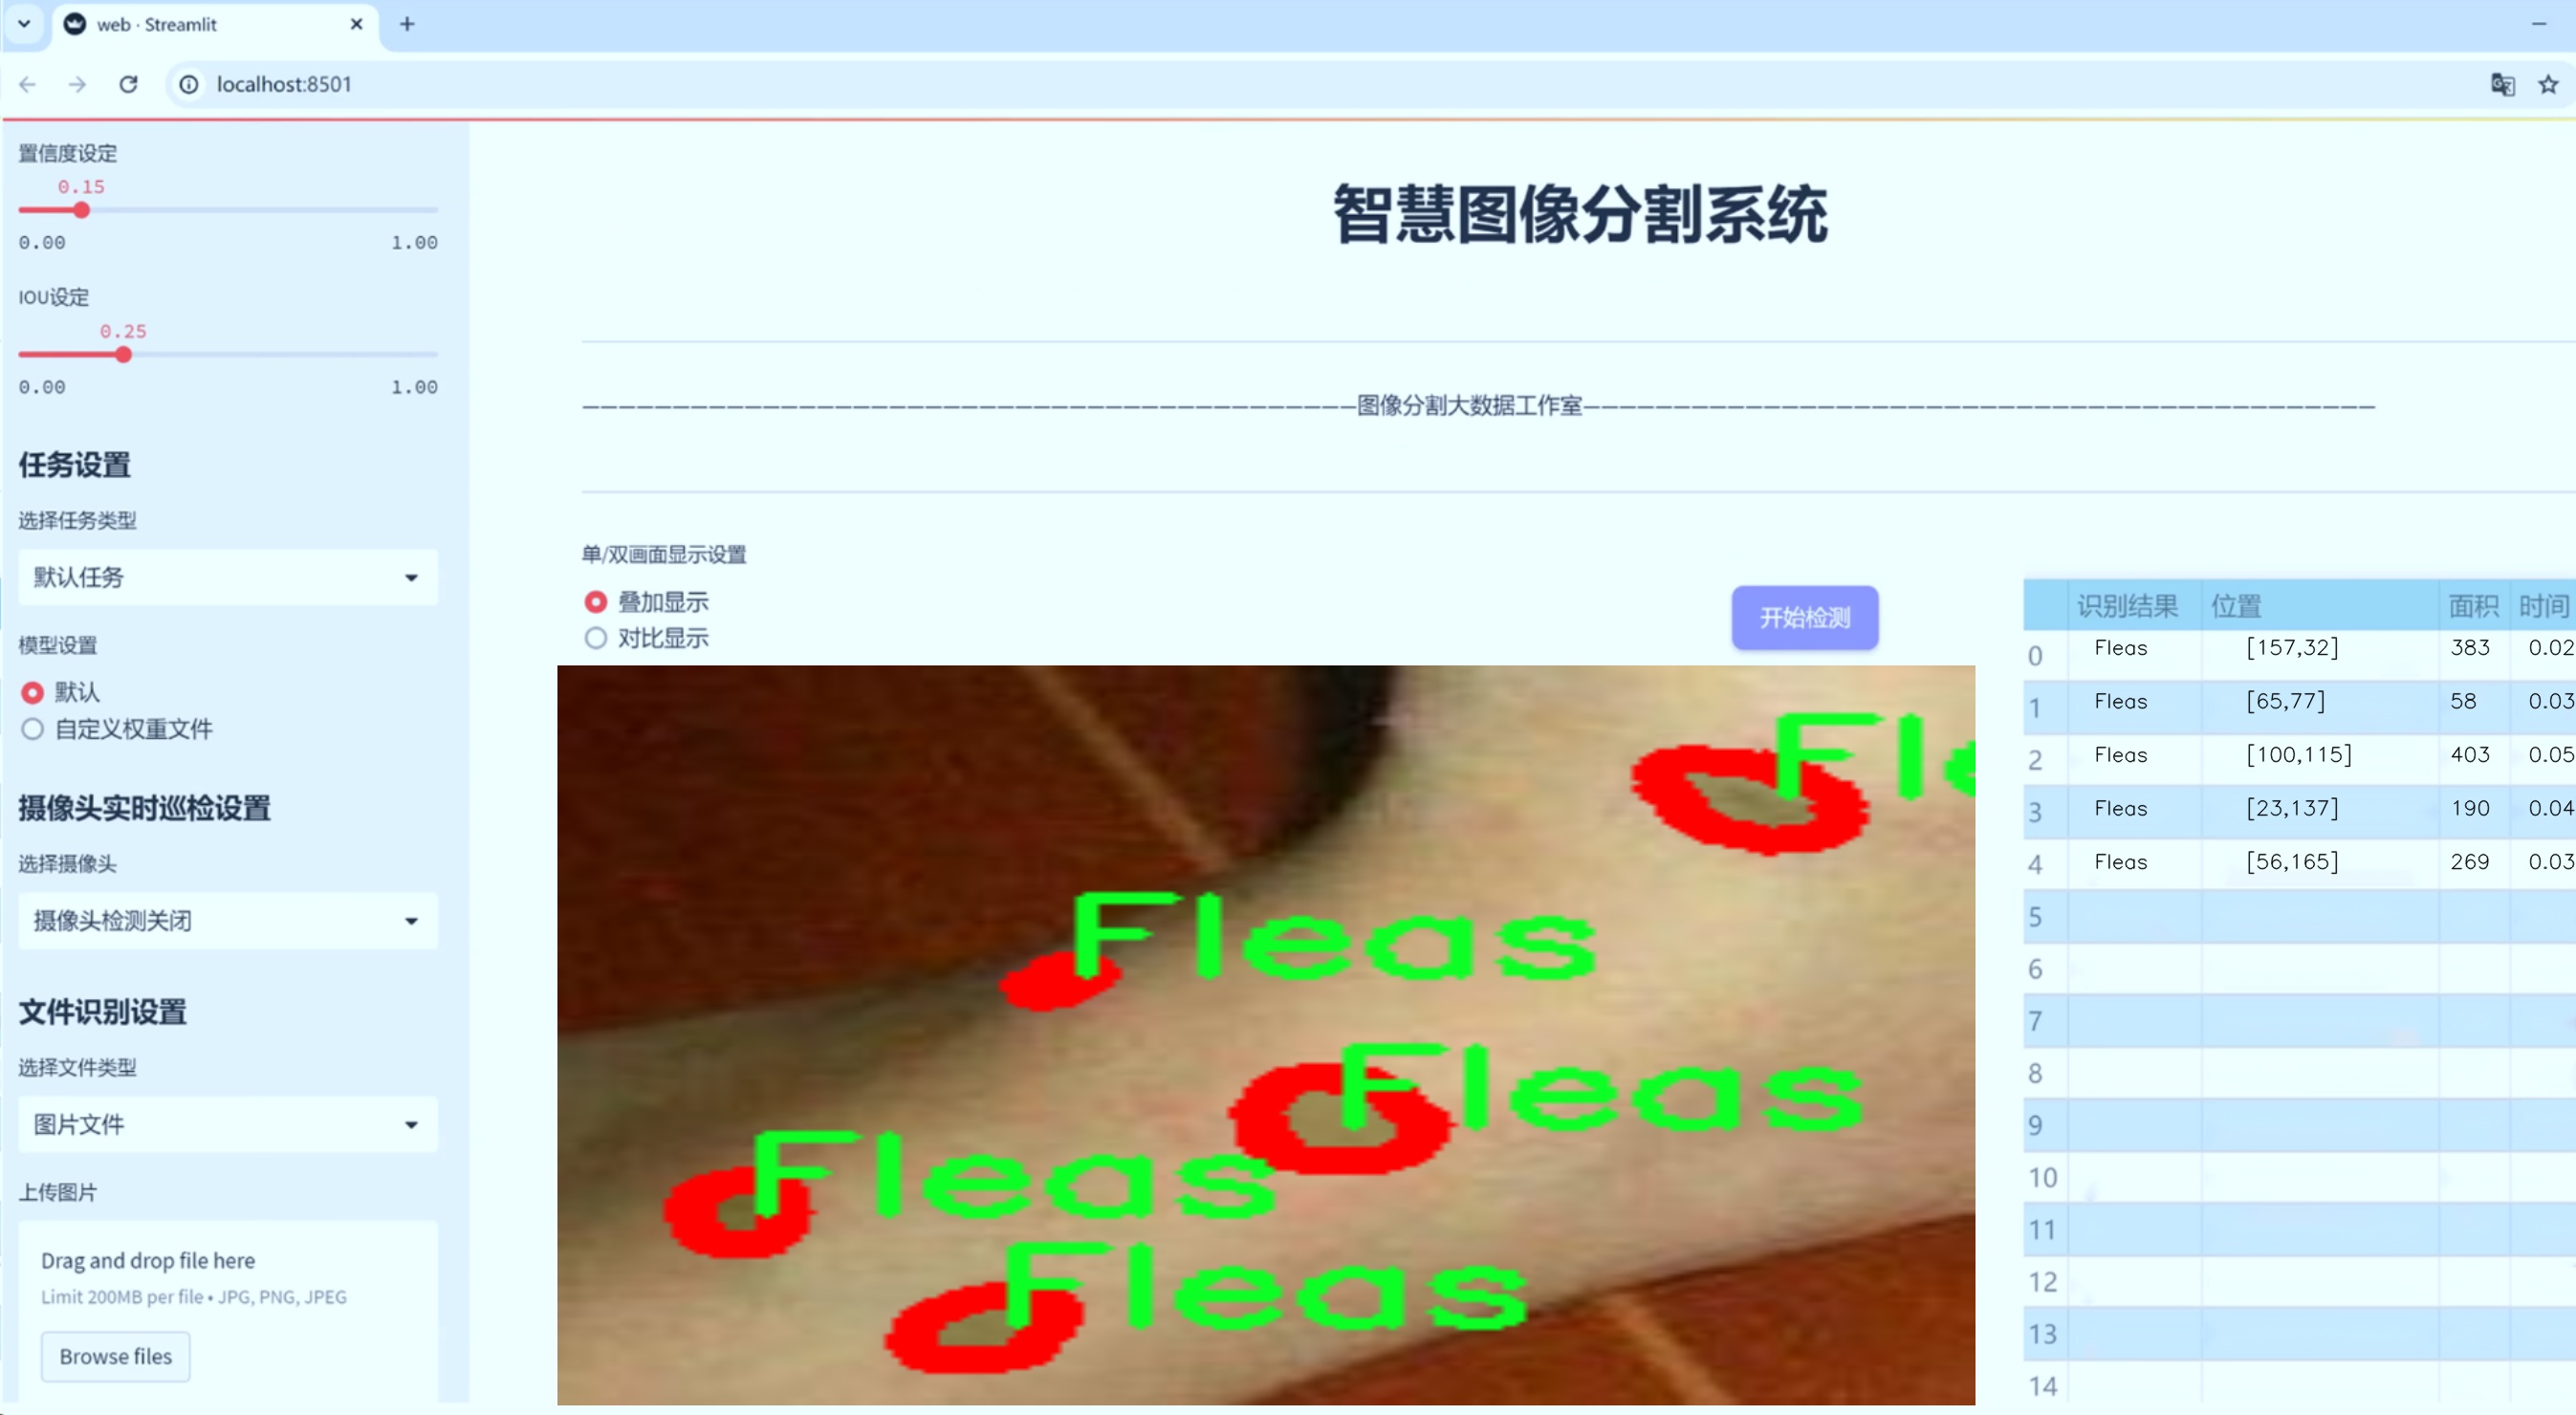 web · Streamlit
localhost:8501
置信度设定
0.15
0.00 1.00
IOU设定
0.25
0.00 1.00
任务设置
选择任务类型
默认任务
模型设置
默认
自定义权重文件
摄像头实时巡检设置
选择摄像头
摄像头检测关闭
文件识别设置
选择文件类型
图片文件
上传图片
Drag and drop file here
Limit 200MB per file • JPG, PNG, JPEG
Browse files
智慧图像分割系统
图像分割大数据工作室
单/双画面显示设置
叠加显示
对比显示
开始检测
Fle
Fleas
Fleas
Fleas
Fleas
识别结果 位置 面积 时间
0 Fleas [157,32] 383 0.02
1 Fleas [65,77] 58 0.03
2 Fleas [100,115] 403 0.05
3 Fleas [23,137] 190 0.04
4 Fleas [56,165] 269 0.03
5
6
7
8
9
10
11
12
13
14